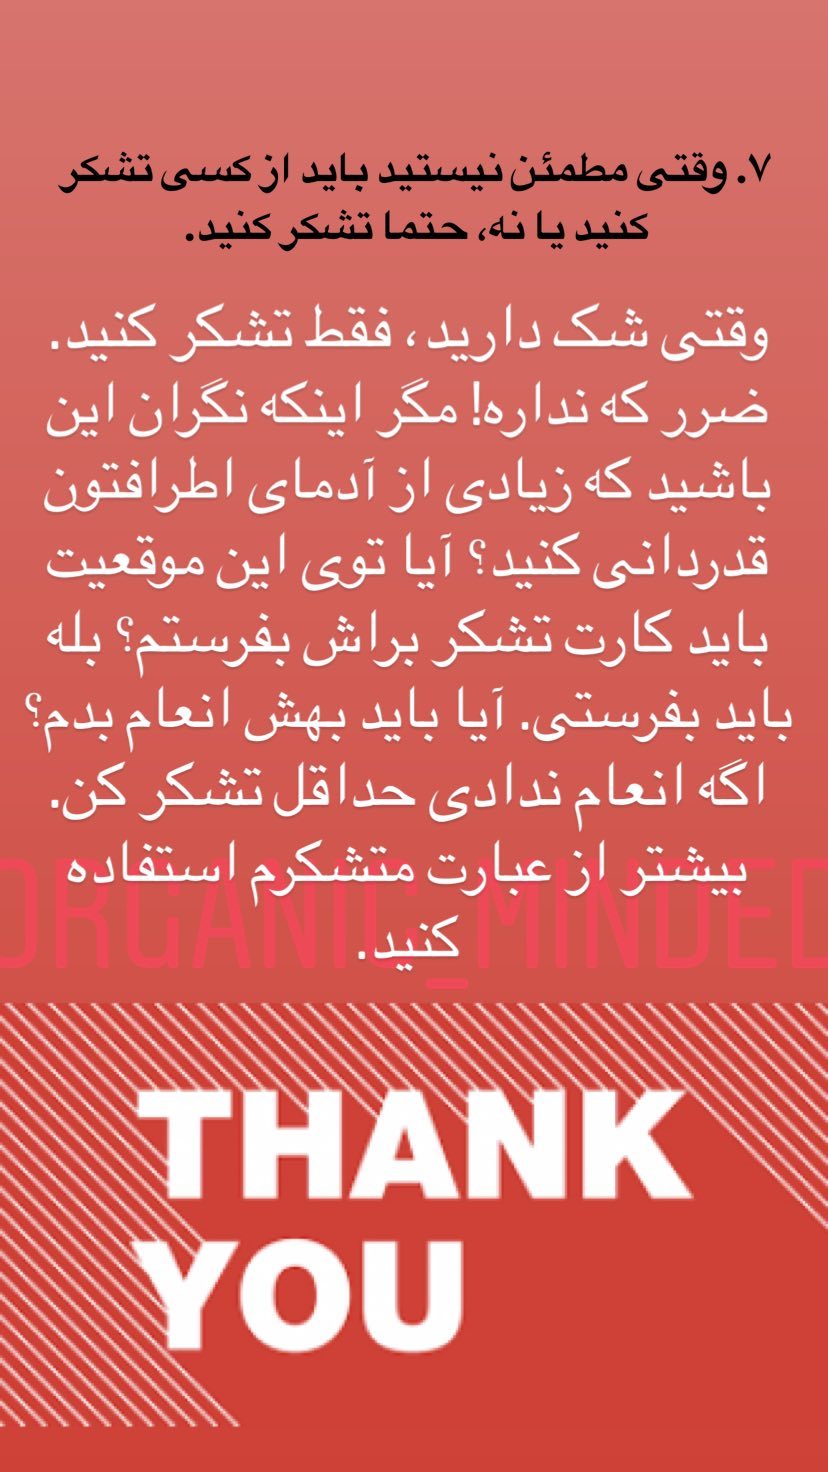 ۷. وقتی مطمئن نیستید باید از کسی تشکر
کنید یا نه، حتما تشکر کنید.
وقتی شک دارید، فقط تشکر کنید.
ضرر که نداره! مگر اینکه نگران این
باشید که زیادی از آدمای اطرافتون
قدردانی کنید؟ آیا توی این موقعیت
باید کارت تشکر براش بفرستم؟ بله
باید بفرستی. آیا باید بهش انعام بدم؟
اگه انعام ندادی حداقل تشکر کن.
بیشتر از عبارت متشکرم استفاده
کنید.
ORGANIC_MINDED
THANK
YOU